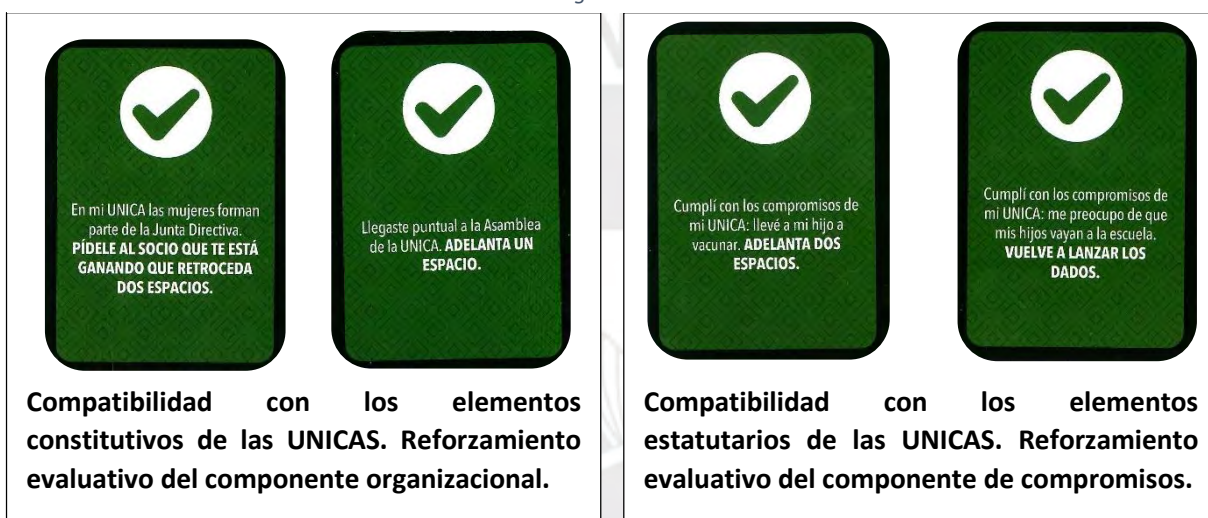 En mi UNICA las mujeres forman
parte de la Junta Directiva.
PÍDELE AL SOCIO QUE TE ESTÁ
GANANDO QUE RETROCEDA
DOS ESPACIOS.
Llegaste puntual a la Asamblea
de la UNICA. ADELANTA UN
ESPACIO.
Compatibilidad con los elementos
constitutivos de las UNICAS. Reforzamiento
evaluativo del componente organizacional.
Cumplí con los compromisos de
mi UNICA: llevé a mi hijo a
vacunar. ADELANTA DOS
ESPACIOS.
Cumplí con los compromisos de
mi UNICA: me preocupo de que
mis hijos vayan a la escuela.
VUELVE A LANZAR LOS
DADOS.
Compatibilidad con los elementos
estatutarios de las UNICAS. Reforzamiento
evaluativo del componente de compromisos.